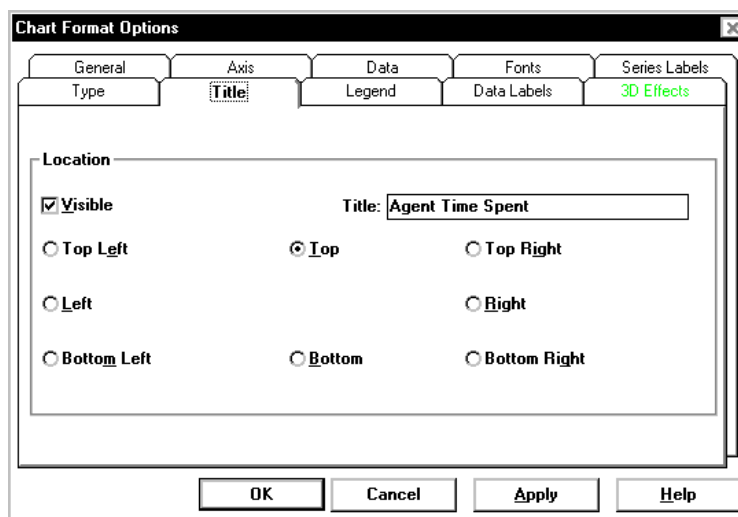 Chart Format Options
General Axis Data Fonts Series Labels
Type Title Legend Data Labels 3D Effects
Location
Visible Title: Agent Time Spent
Top Left Top Top Right
Left Right
Bottom Left Bottom Bottom Right
OK Cancel Apply Help